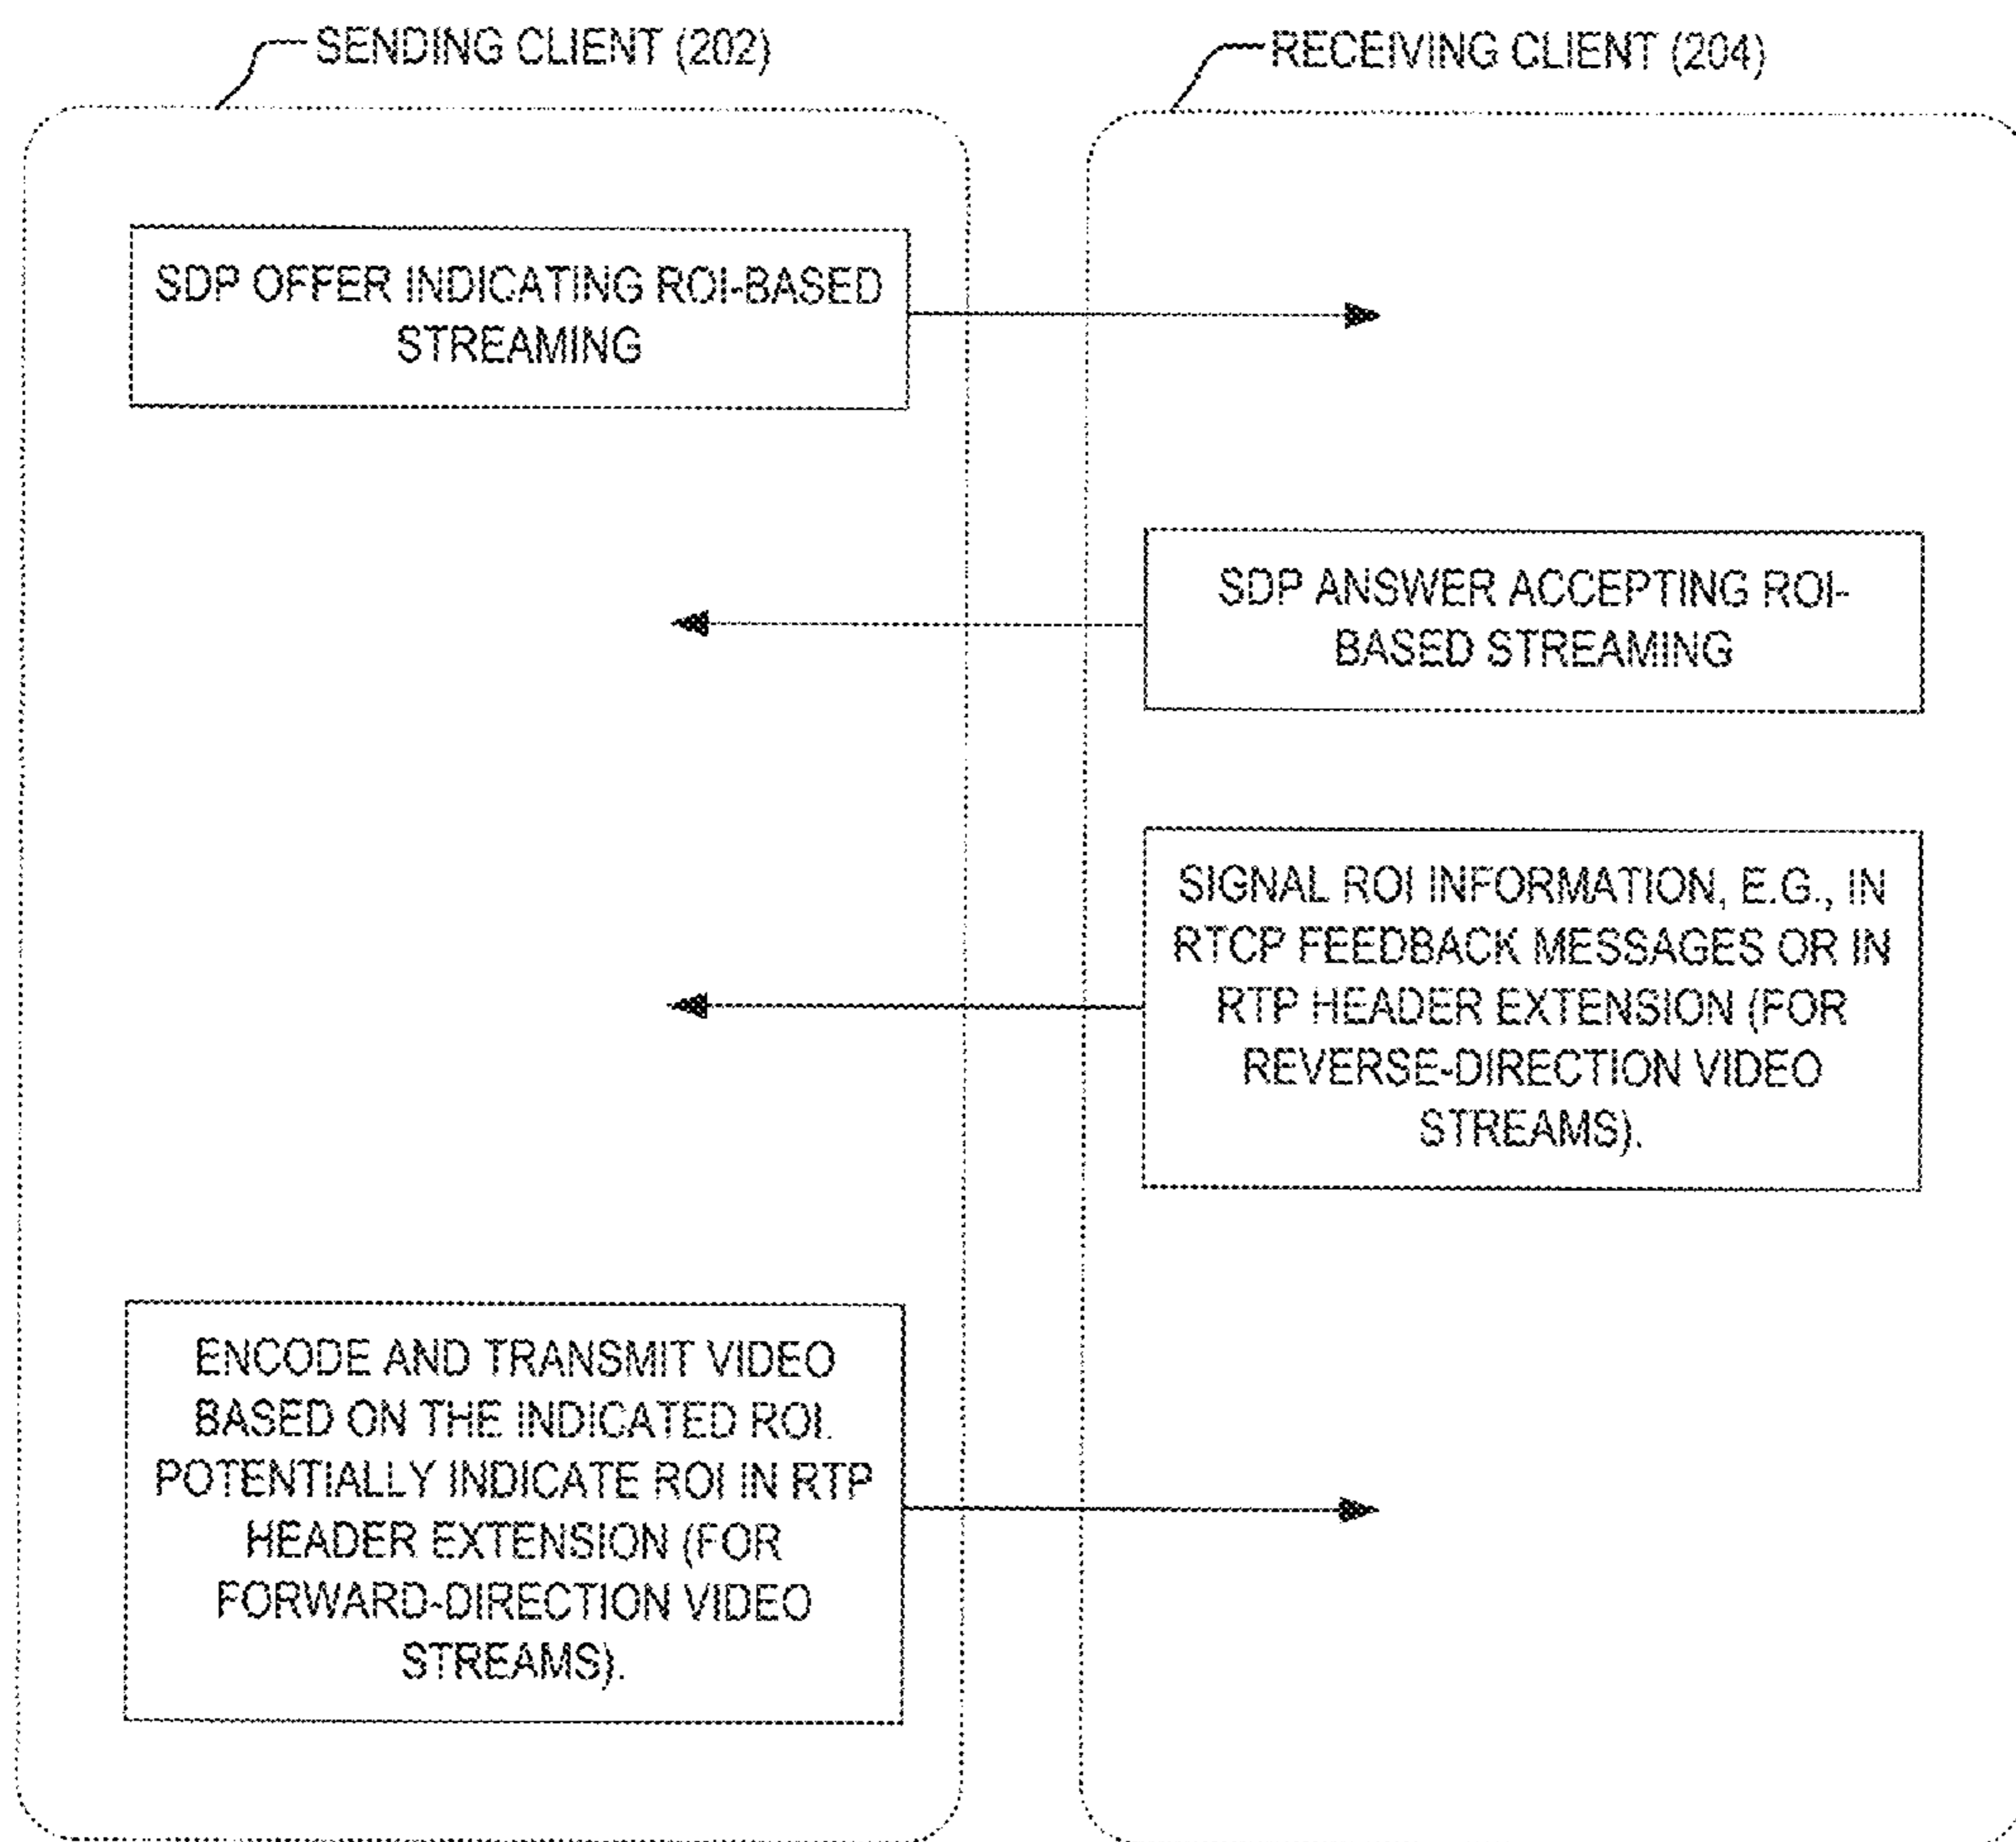 SENDING CLIENT (202)
RECEIVING CLIENT (204)
SDP OFFER INDICATING ROI-BASED
STREAMING
SDP ANSWER ACCEPTING ROI-
BASED STREAMING
SIGNAL ROI INFORMATION, E.G., IN
RTCP FEEDBACK MESSAGES OR IN
RTP HEADER EXTENSION (FOR
REVERSE-DIRECTION VIDEO
STREAMS).
ENCODE AND TRANSMIT VIDEO
BASED ON THE INDICATED ROI.
POTENTIALLY INDICATE ROI IN RTP
HEADER EXTENSION (FOR
FORWARD-DIRECTION VIDEO
STREAMS).